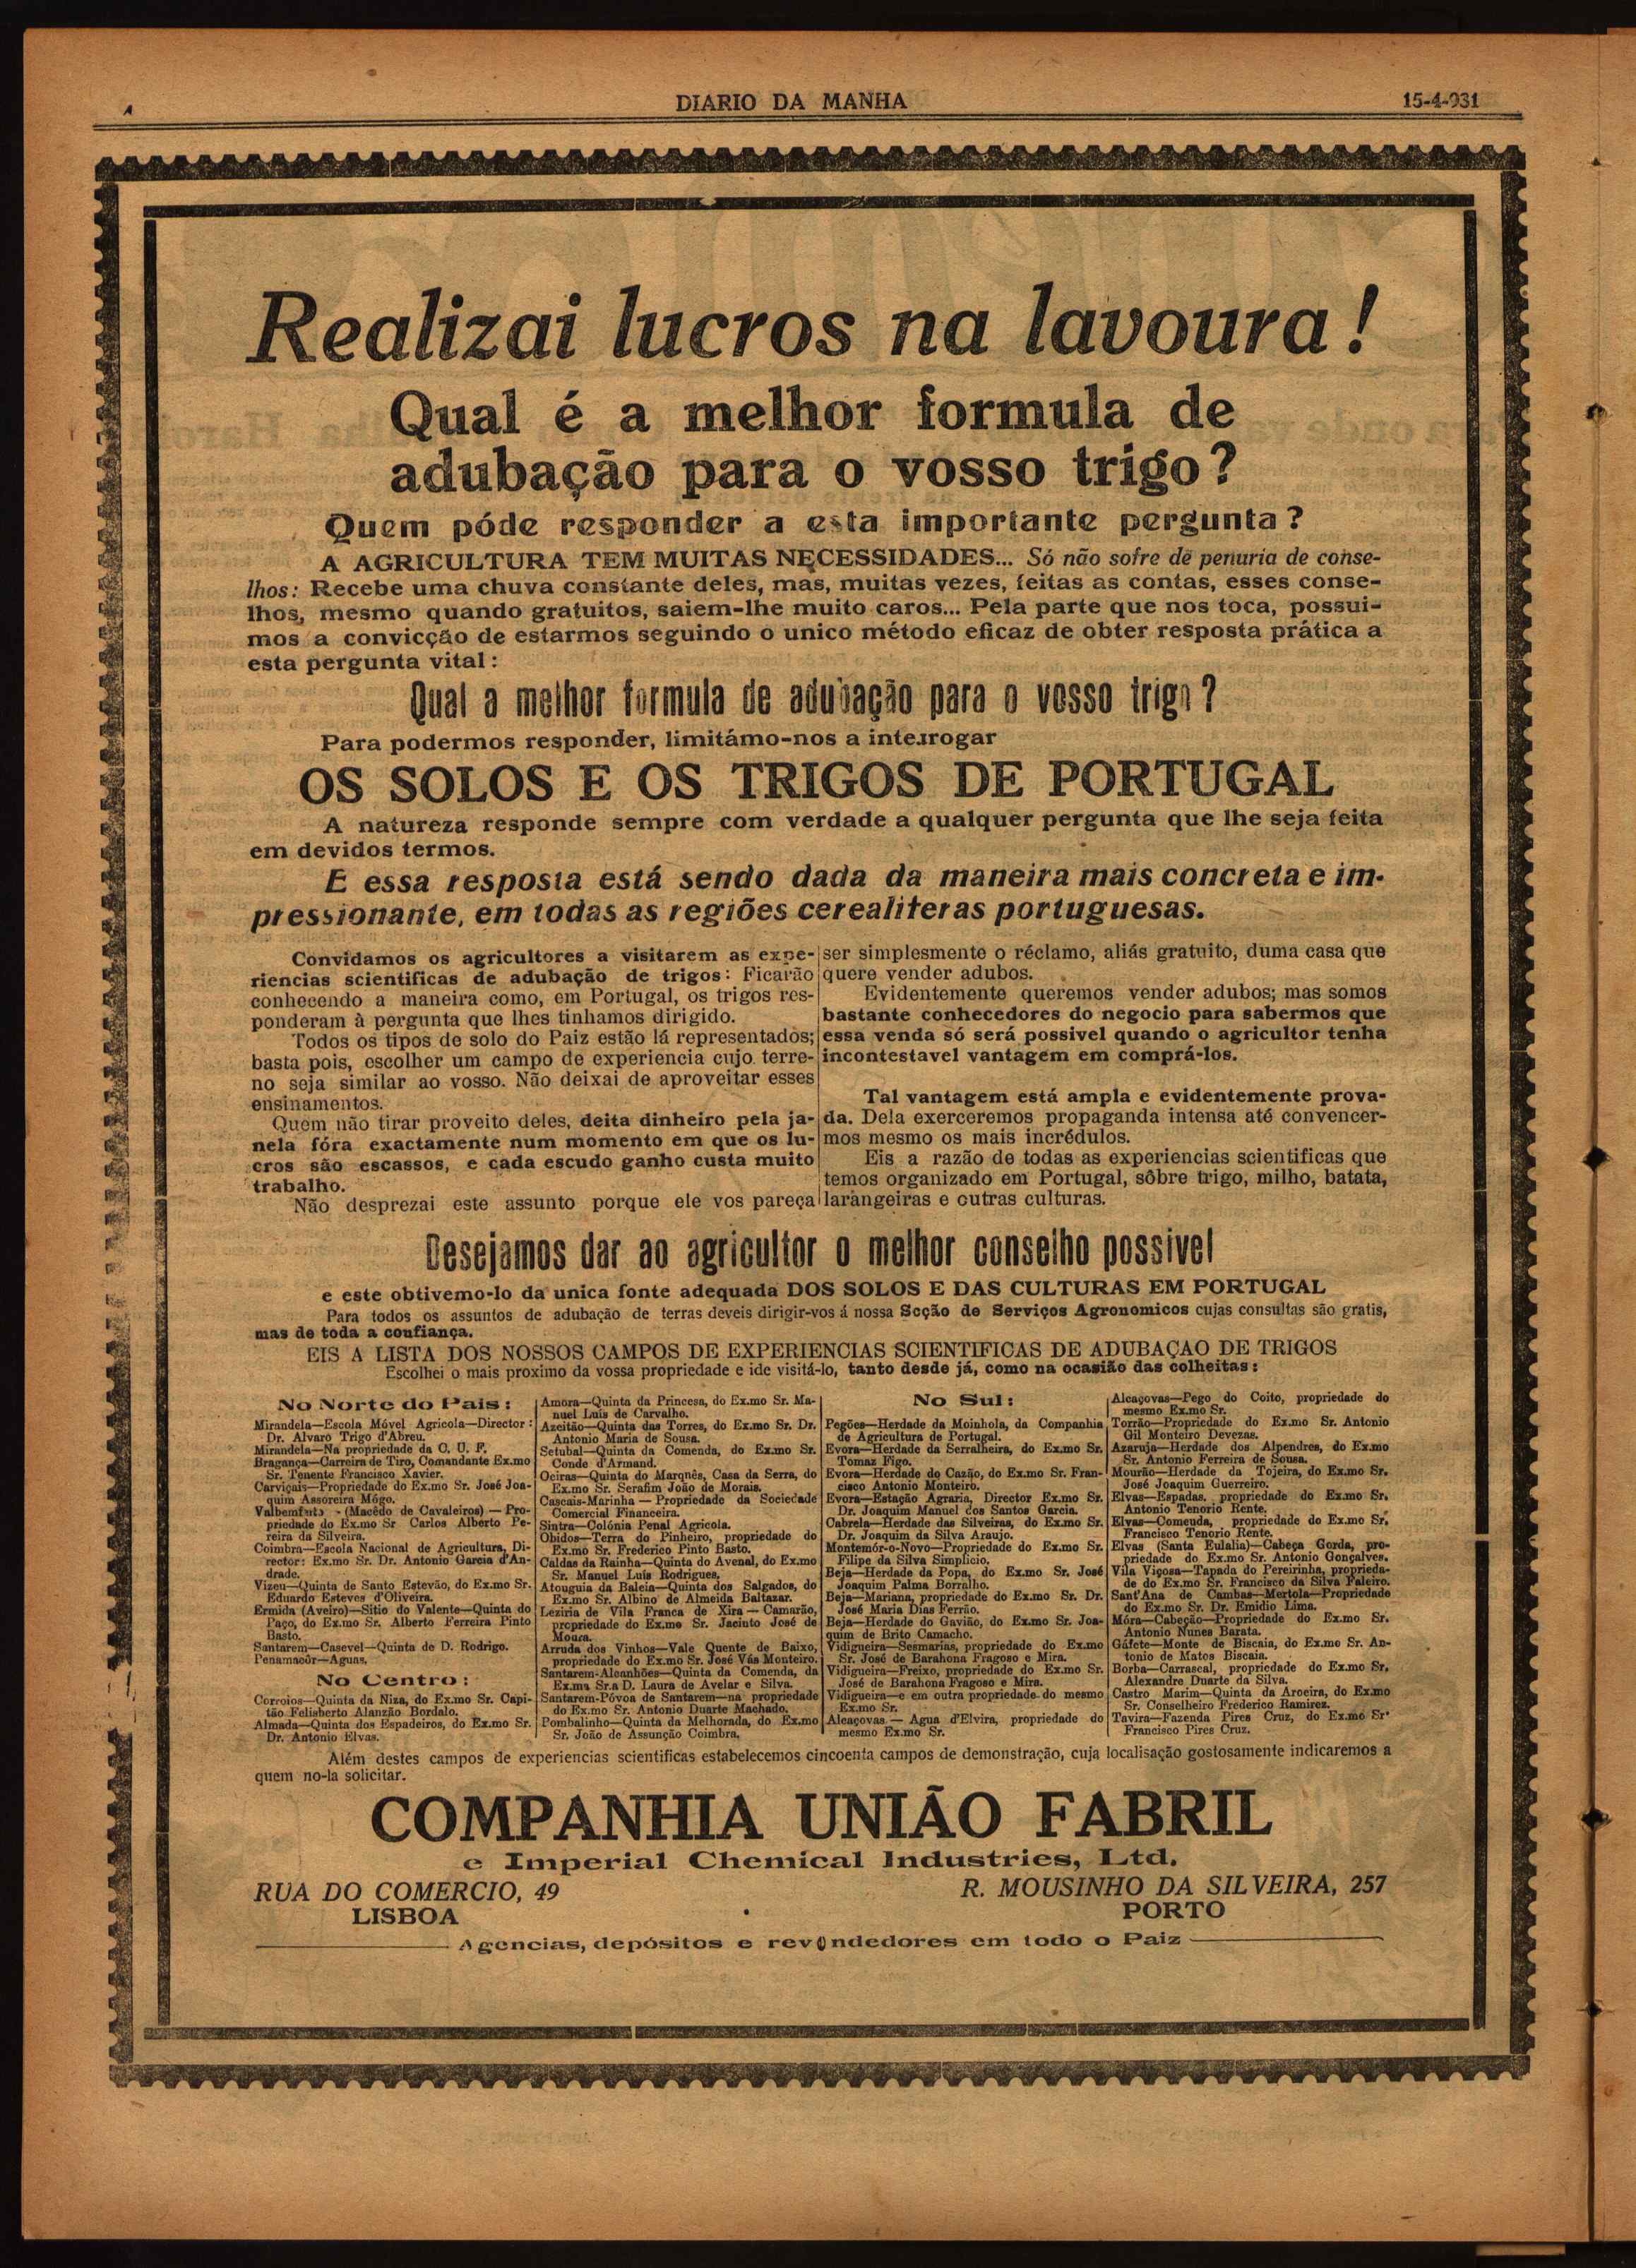 4
DIARIO DA MANHA
15-4-931
Realizai lucros na lavoura!
Qual é a melhor formula de
adubação para o vosso trigo?
Quem póde responder a esta importante pergunta?
A AGRICULTURA TEM MUITAS NECESSIDADES... Só não sofre de penuria de conse-
lhos: Recebe uma chuva constante deles, mas, muitas vezes, feitas as contas, esses conse-
lhos, mesmo quando gratuitos, saiem-lhe muito caros... Pela parte que nos toca, possui-
mos a convicção de estarmos seguindo o unico método eficaz de obter resposta prática a
esta pergunta vital:
Qual a melhor formula de adubação para o vosso trigo?
Para podermos responder, limitámo-nos a interrogar
OS SOLOS E OS TRIGOS DE PORTUGAL
A natureza responde sempre com verdade a qualquer pergunta que lhe seja feita
em devidos termos.
E essa resposta está sendo dada da maneira mais concreta e im-
pressionante, em todas as regiões cerealiferas portuguesas.
Convidamos os agricultores a visitarem as expe-
riencias scientificas de adubação de trigos: Ficarão
conhecendo a maneira como, em Portugal, os trigos res-
ponderam à pergunta que lhes tinhamos dirigido.
Todos os tipos de solo do Paiz estão lá representados;
basta pois, escolher um campo de experiencia cujo terre-
no seja similar ao vosso. Não deixai de aproveitar esses
ensinamentos.
Quem não tirar proveito deles, deita dinheiro pela ja-
nela fóra exactamente num momento em que os lu-
cros são escassos, e cada escudo ganho custa muito
trabalho.
Não desprezai este assunto porque ele vos pareça
ser simplesmente o réclamo, aliás gratuito, duma casa que
quere vender adubos.
Evidentemente queremos vender adubos; mas somos
bastante conhecedores do negocio para sabermos que
essa venda só será possivel quando o agricultor tenha
incontestavel vantagem em comprá-los.
Tal vantagem está ampla e evidentemente prova-
da. Dela exerceremos propaganda intensa até convencer-
mos mesmo os mais incrédulos.
Eis a razão de todas as experiencias scientificas que
temos organizado em Portugal, sôbre trigo, milho, batata,
larangeiras e outras culturas.
Desejamos dar ao agricultor o melhor conselho possivel
e este obtivemo-lo da unica fonte adequada DOS SOLOS E DAS CULTURAS EM PORTUGAL
Para todos os assuntos de adubação de terras deveis dirigir-vos á nossa Scção de Serviços Agronomicos cujas consultas são gratis,
mas de toda a confiança.
EIS A LISTA DOS NOSSOS CAMPOS DE EXPERIENCIAS SCIENTIFICAS DE ADUBAÇAO DE TRIGOS
Escolhei o mais proximo da vossa propriedade e ide visitá-lo, tanto desde já, como na ocasião das colheitas:
No Norte do Pais:
Mirandela—Escola Móvel Agricola—Director:
Dr. Alvaro Trigo d'Abreu.
Mirandela—Na propriedade da C. U. F.
Bragança—Carreira de Tiro, Comandante Ex.mo
Sr. Tenente Francisco Xavier.
Carviçais—Propriedade do Ex.mo Sr. José Joa-
quim Assoreira Môgo.
(Macêdo de Cavaleiros) — Pro-
priedade do Ex.mo Sr Carlos Alberto Pe-
reira da Silveira.
Coimbra—Escola Nacional de Agricultura, Di-
rector: Ex.mo Sr. Dr. Antonio Garcia d'An-
drade.
Vizeu—Quinta de Santo Estevão, do Ex.mo Sr.
Eduardo Esteves d'Oliveira.
Ermida (Aveiro)—Sitio do Valente—Quinta do
Paço, do Ex.mo Sr. Alberto Ferreira Pinto
Basto.
Santarem—Casevel—Quinta de D. Rodrigo.
Penamacôr—Aguas.
No Centro:
Corroios—Quinta da Niza, do Ex.mo Sr. Capi-
tão Felisberto Alanzão Bordalo.
Almada—Quinta dos Espadeiros, do Ex.mo Sr.
Dr. Antonio Elvas.
Amora—Quinta da Princesa, do Ex.mo Sr. Ma-
nuel Luis de Carvalho.
Azeitão—Quinta das Torres, do Ex.mo Sr. Dr.
Antonio Maria de Sousa.
Setubal—Quinta da Comenda, do Ex.mo Sr.
Conde d'Armand.
Oeiras—Quinta do Marquês, Casa da Serra, do
Ex.mo Sr. Serafim João de Morais.
Cascais-Marinha — Propriedade da Sociedade
Comercial Financeira.
Sintra—Colónia Penal Agricola.
Obidos—Terra do Pinheiro, propriedade do
Ex.mo Sr. Frederico Pinto Basto.
Caldas da Rainha—Quinta do Avenal, do Ex.mo
Sr. Manuel Luis Rodrigues.
Atouguia da Baleia—Quinta dos Salgados, do
Ex.mo Sr. Albino de Almeida Baltazar.
Leziria de Vila Franca de Xira — Camarão,
propriedade do Ex.mo Sr. Jacinto José de
Moura.
Arruda dos Vinhos—Vale Quente de Baixo,
propriedade do Ex.mo Sr. José Vás Monteiro.
Santarem-Alcanhões—Quinta da Comenda, da
Ex.ma Sr.a D. Laura de Avelar e Silva.
Santarem-Póvoa de Santarem—na propriedade
do Ex.mo Sr. Antonio Duarte Machado.
Pombalinho—Quinta da Melhorada, do Ex.mo
Sr. João de Assunção Coimbra.
No Sul:
Pegões—Herdade da Moinhola, da Companhia
de Agricultura de Portugal.
Evora—Herdade da Serralheira, do Ex.mo Sr.
Tomaz Figo.
Evora—Herdade do Cazão, do Ex.mo Sr. Fran-
cisco Antonio Monteiro.
Evora—Estação Agraria, Director Ex.mo Sr.
Dr. Joaquim Manuel dos Santos Garcia.
Cabrela—Herdade das Silveiras, do Ex.mo Sr.
Dr. Joaquim da Silva Araujo.
Montemór-o-Novo—Propriedade do Ex.mo Sr.
Filipe da Silva Simplicio.
Beja—Herdade da Popa, do Ex.mo Sr. José
Joaquim Palma Borralho.
Beja—Mariana, propriedade do Ex.mo Sr. Dr.
José Maria Dias Ferrão.
Beja—Herdade do Gavião, do Ex.mo Sr. Joa-
quim de Brito Camacho.
Vidigueira—Sesmarias, propriedade do Ex.mo
Sr. José de Barahona Fragoso e Mira.
Vidigueira—Freixo, propriedade do Ex.mo Sr.
José de Barahona Fragoso e Mira.
Vidigueira—e em outra propriedade do mesmo
Ex.mo Sr.
Alcaçovas — Agua d'Elvira, propriedade do
mesmo Ex.mo Sr.
Alcaçovas—Pego do Coito, propriedade do
mesmo Ex.mo Sr.
Torrão—Propriedade do Ex.mo Sr. Antonio
Gil Monteiro Devezas.
Azaruja—Herdade dos Alpendres, do Ex.mo
Sr. Antonio Ferreira de Sousa.
Mourão—Herdade da Tojeira, do Ex.mo Sr.
José Joaquim Guerreiro.
Elvas—Espadas, propriedade do Ex.mo Sr.
Antonio Tenorio Rente.
Elvas—Comenda, propriedade do Ex.mo Sr.
Francisco Tenorio Rente.
Elvas (Santa Eulalia)—Cabeça Gorda, pro-
priedade do Ex.mo Sr. Antonio Gonçalves.
Vila Viçosa—Tapada do Pereirinha, proprieda-
de do Ex.mo Sr. Francisco da Silva Faleiro.
Sant'Ana de Cambas—Mertola—Propriedade
do Ex.mo Sr. Dr. Emidio Lima.
Móra—Cabeção—Propriedade do Ex.mo Sr.
Antonio Nunes Barata.
Gáfete—Monte de Biscaia, do Ex.mo Sr. An-
tonio de Matos Biscaia.
Borba—Carrascal, propriedade do Ex.mo Sr.
Alexandre Duarte da Silva.
Castro Marim—Quinta da Aroeira, do Ex.mo
Sr. Conselheiro Frederico Ramirez.
Tavira—Fazenda Pires Cruz, do Ex.mo Sr.
Francisco Pires Cruz.
Além destes campos de experiencias scientificas estabelecemos cincoenta campos de demonstração, cuja localisação gostosamente indicaremos a
quem no-la solicitar.
COMPANHIA UNIÃO FABRIL
e Imperial Chemical Industries, Ltd.
RUA DO COMERCIO, 49
LISBOA
R. MOUSINHO DA SILVEIRA, 257
PORTO
Agencias, depósitos e revendedores em todo o Paiz